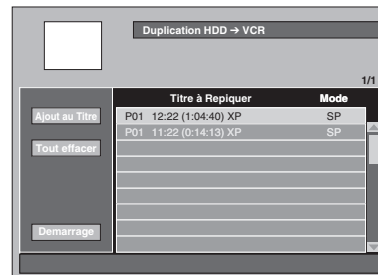 Duplication HDD → VCR
1/1
Titre à Repiquer Mode
Ajout au Titre
P01 12:22 (1:04:40) XP SP
P01 11:22 (0:14:13) XP SP
Tout effacer
Demarrage